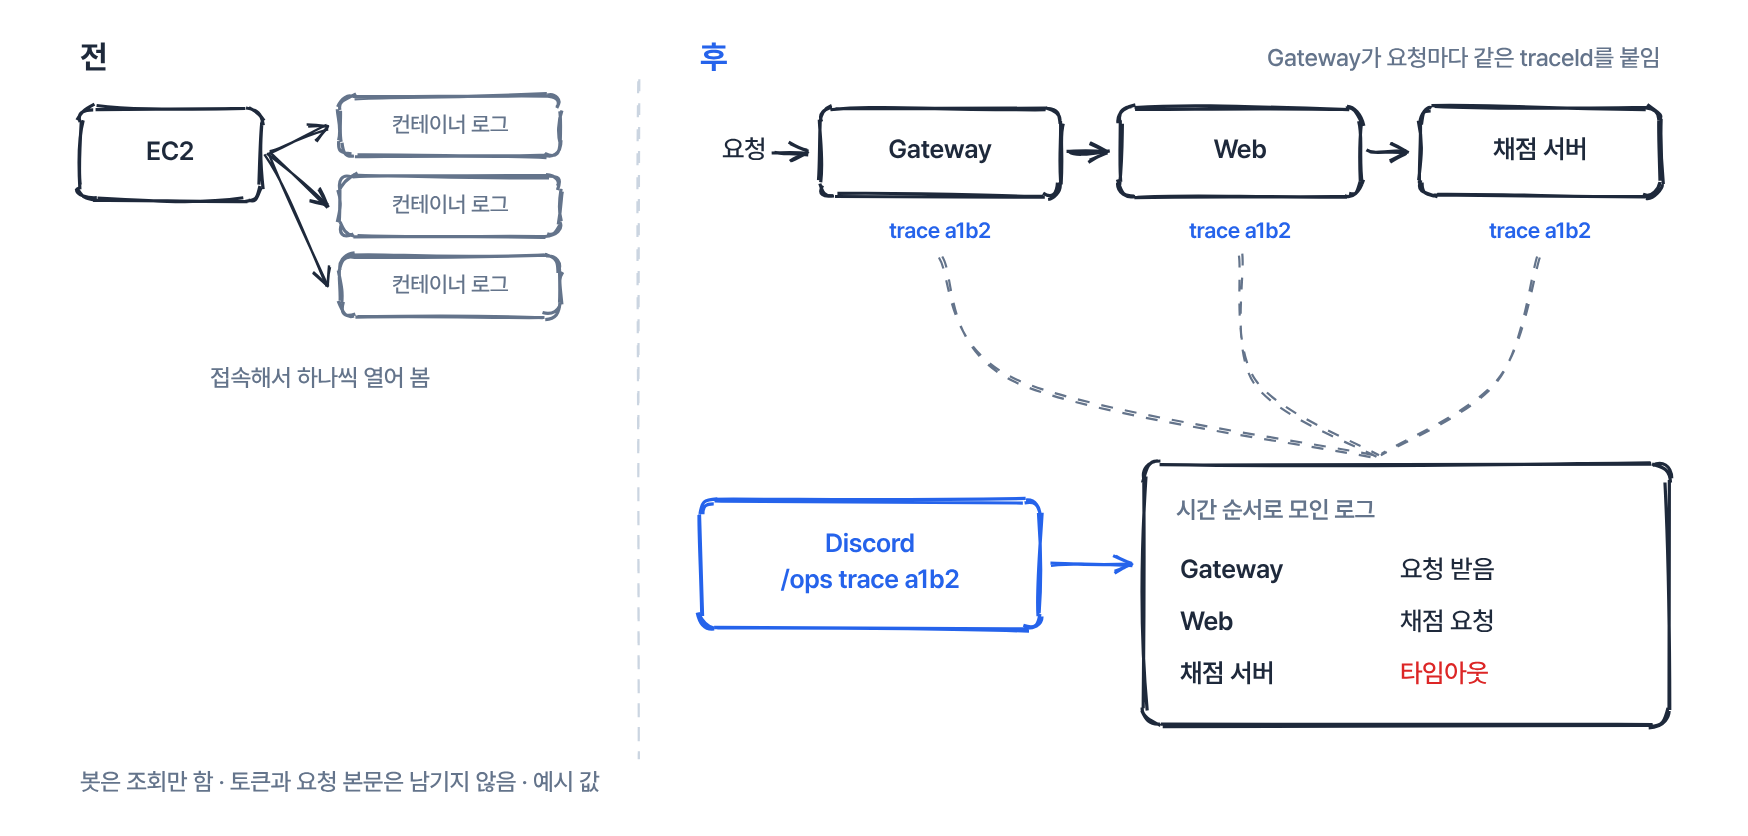 전
EC2
컨테이너 로그
컨테이너 로그
컨테이너 로그
접속해서 하나씩 열어 봄
후
Gateway가 요청마다 같은 traceId를 붙임
요청
Gateway
Web
채점 서버
trace a1b2
trace a1b2
trace a1b2
Discord
/ops trace a1b2
시간 순서로 모인 로그
Gateway 요청 받음
Web 채점 요청
채점 서버 타임아웃
봇은 조회만 함 · 토큰과 요청 본문은 남기지 않음 · 예시 값